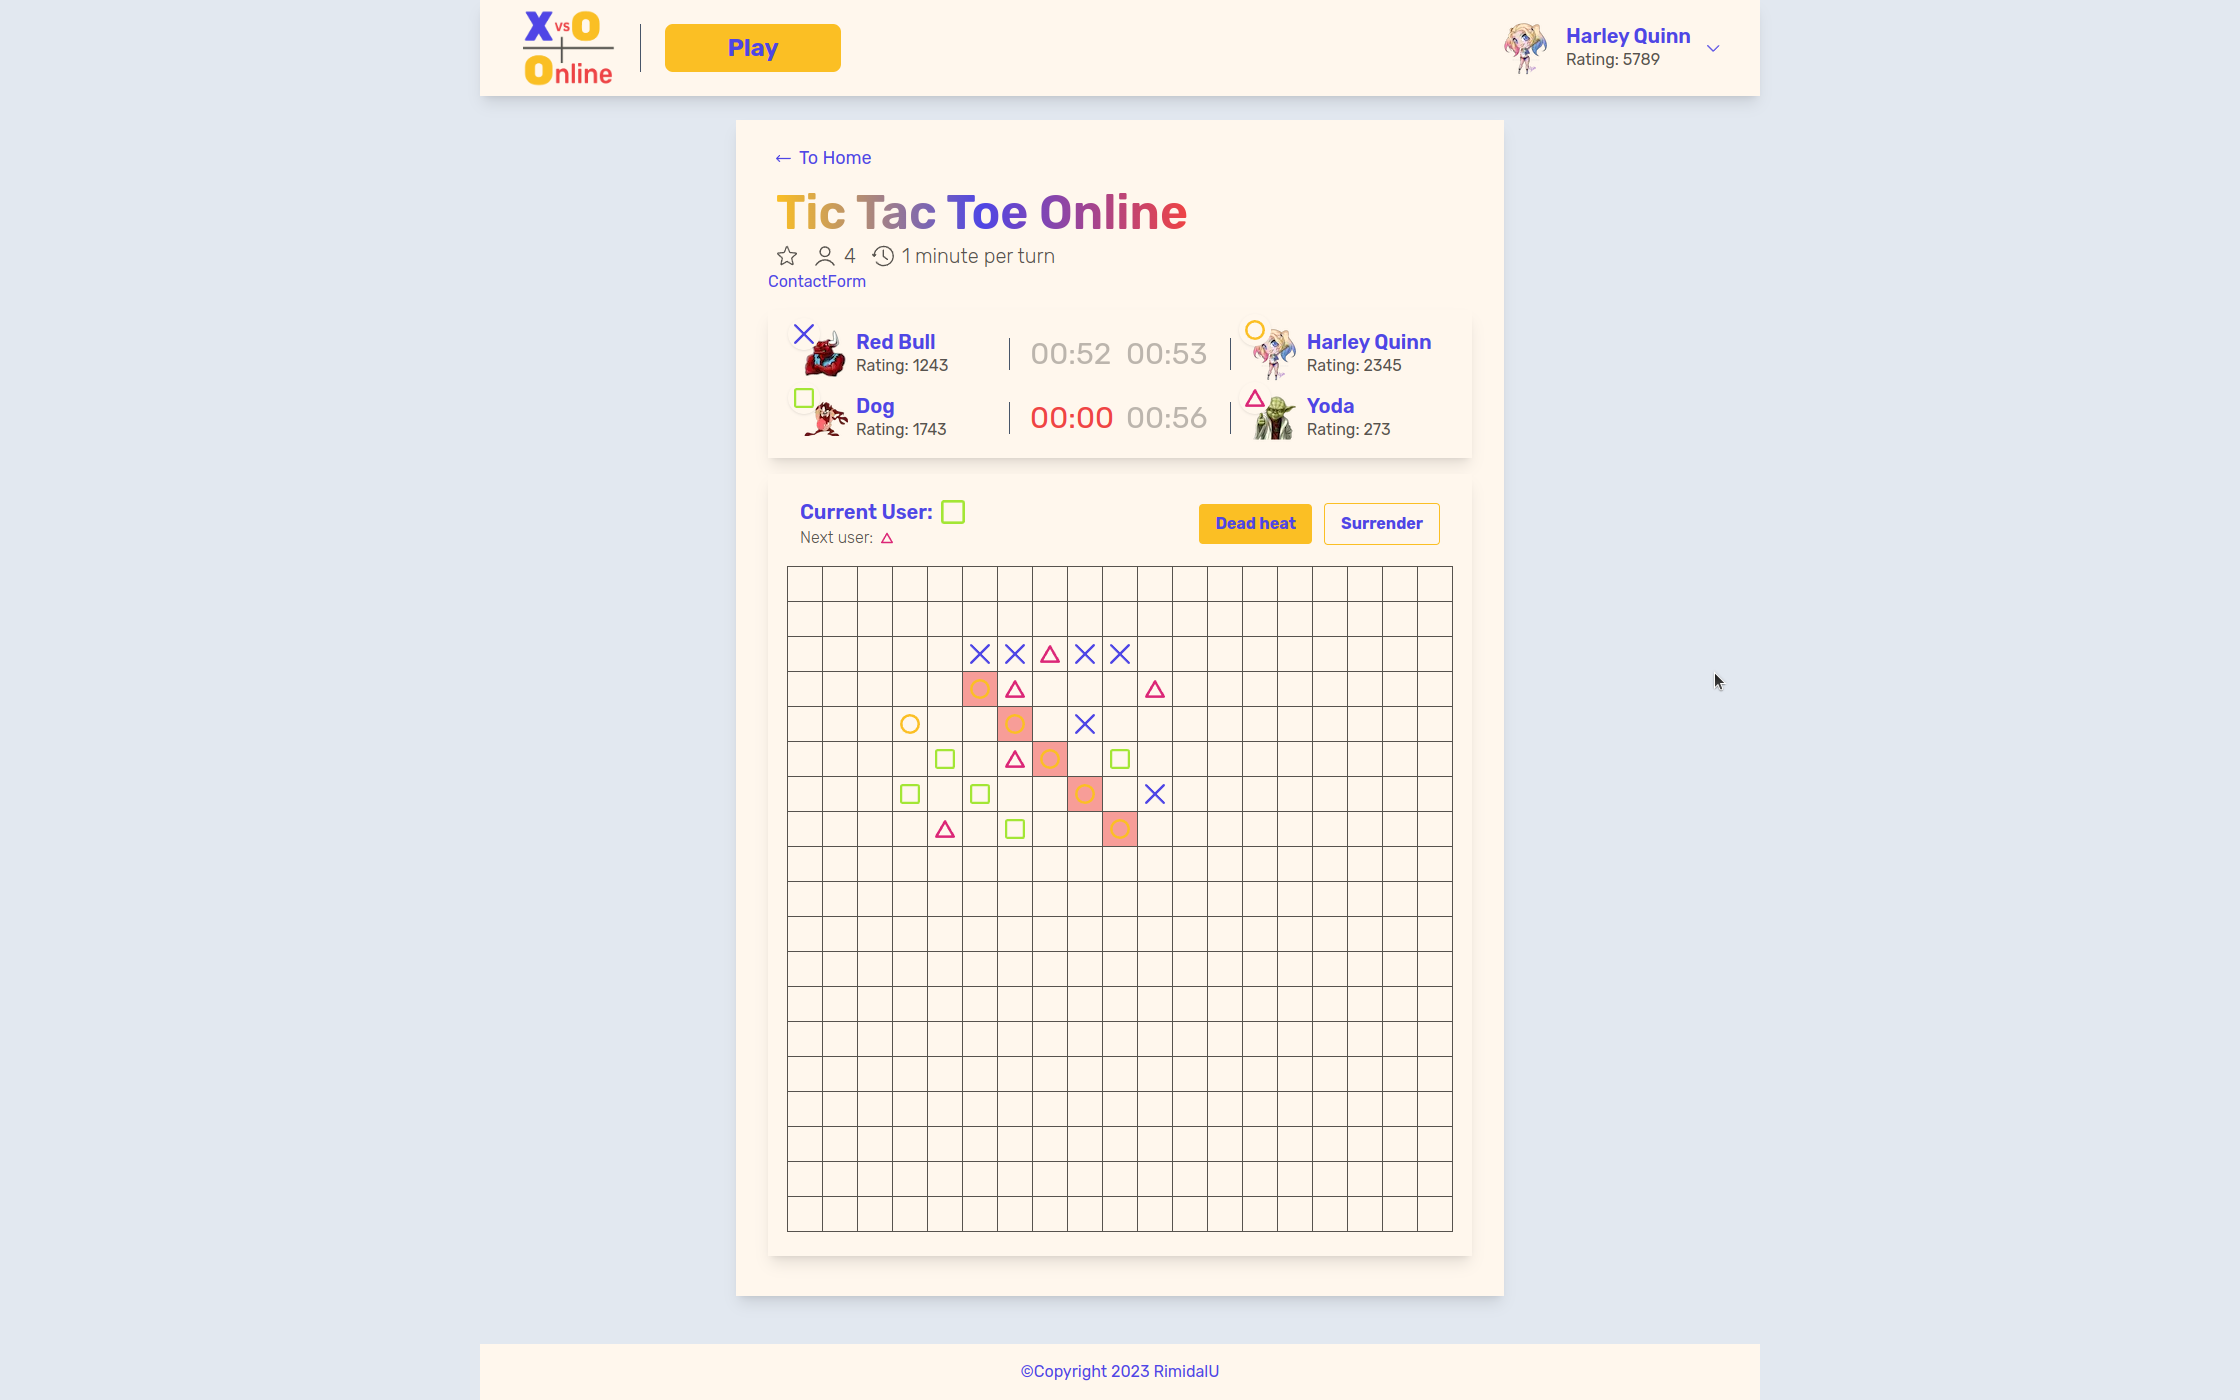 X vs O
Online
Play
Harley Quinn
Rating: 5789
← To Home
Tic Tac Toe Online
4 1 minute per turn
ContactForm
Red Bull
Rating: 1243
00:52 00:53
Harley Quinn
Rating: 2345
Dog
Rating: 1743
00:00 00:56
Yoda
Rating: 273
Current User:
Next user:
Dead heat
Surrender
©Copyright 2023 RimidalU